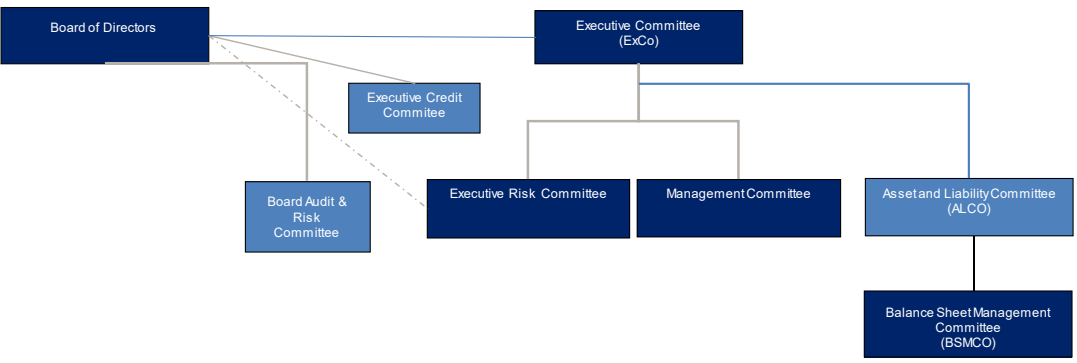 Board of Directors
Executive Committee
(ExCo)
Executive Credit
Commitee
Board Audit &
Risk
Committee
Executive Risk Committee
Management Committee
Asset and Liability Committee
(ALCO)
Balance Sheet Management
Committee
(BSMCO)